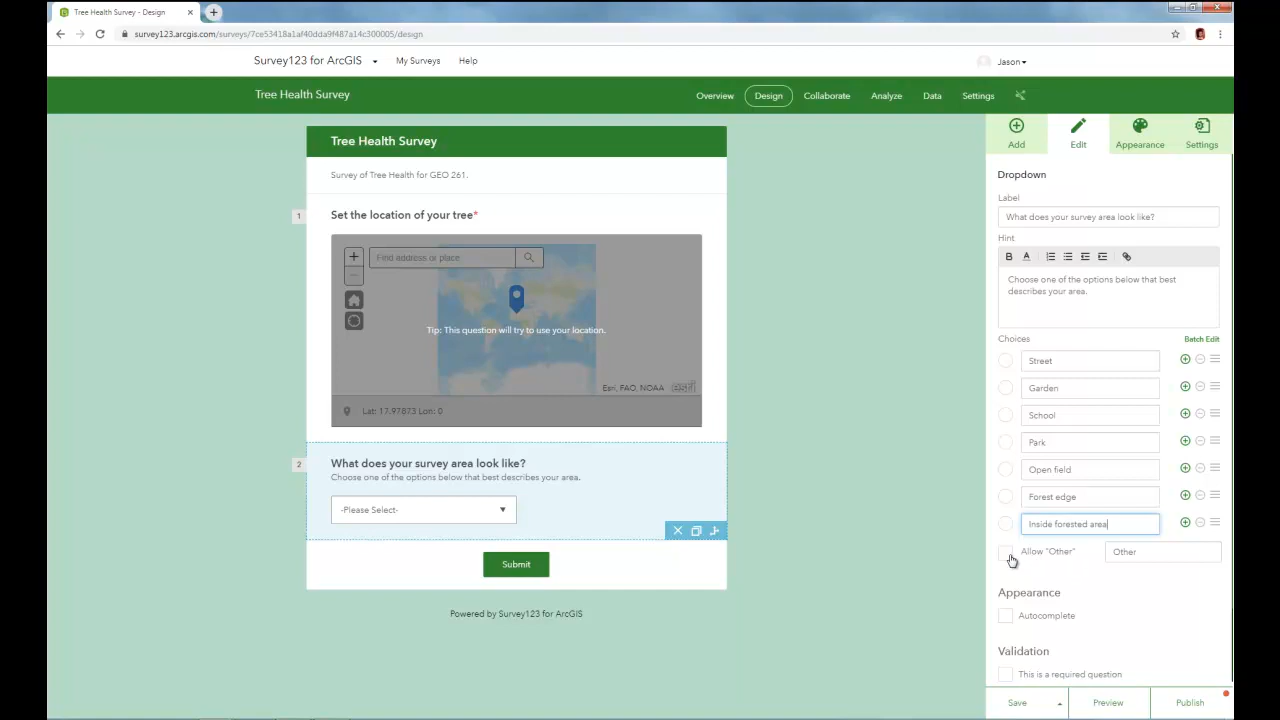 Tree Health Survey - Design
survey123.arcgis.com/surveys/7ce53418a1af40dda9f487a14c300005/design
Survey123 for ArcGIS
My Surveys
Help
Jason
Tree Health Survey
Overview
Design
Collaborate
Analyze
Data
Settings
Tree Health Survey
Survey of Tree Health for GEO 261.
1
Set the location of your tree*
+
Find address or place
Tip: This question will try to use your location.
Esri, FAO, NOAA
esri
Lat: 17.97873 Lon: 0
2
What does your survey area look like?
Choose one of the options below that best describes your area.
-Please Select-
Submit
Powered by Survey123 for ArcGIS
Add
Edit
Appearance
Settings
Dropdown
Label
What does your survey area look like?
Hint
B A
Choose one of the options below that best
describes your area.
Choices
Batch Edit
Street
Garden
School
Park
Open field
Forest edge
Inside forested area
Allow "Other"
Other
Appearance
Autocomplete
Validation
This is a required question
Save
Preview
Publish